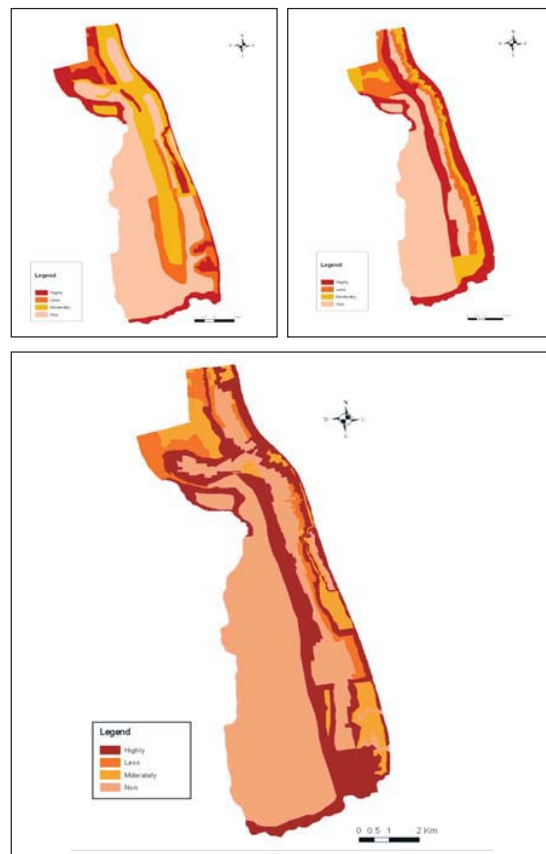 Legend
Highly
Less
Moderately
Non
Legend
Highly
Less
Moderately
Non
N
W
E
S
Legend
Highly
Less
Mderately
Non
0 0.5 1 2 Km